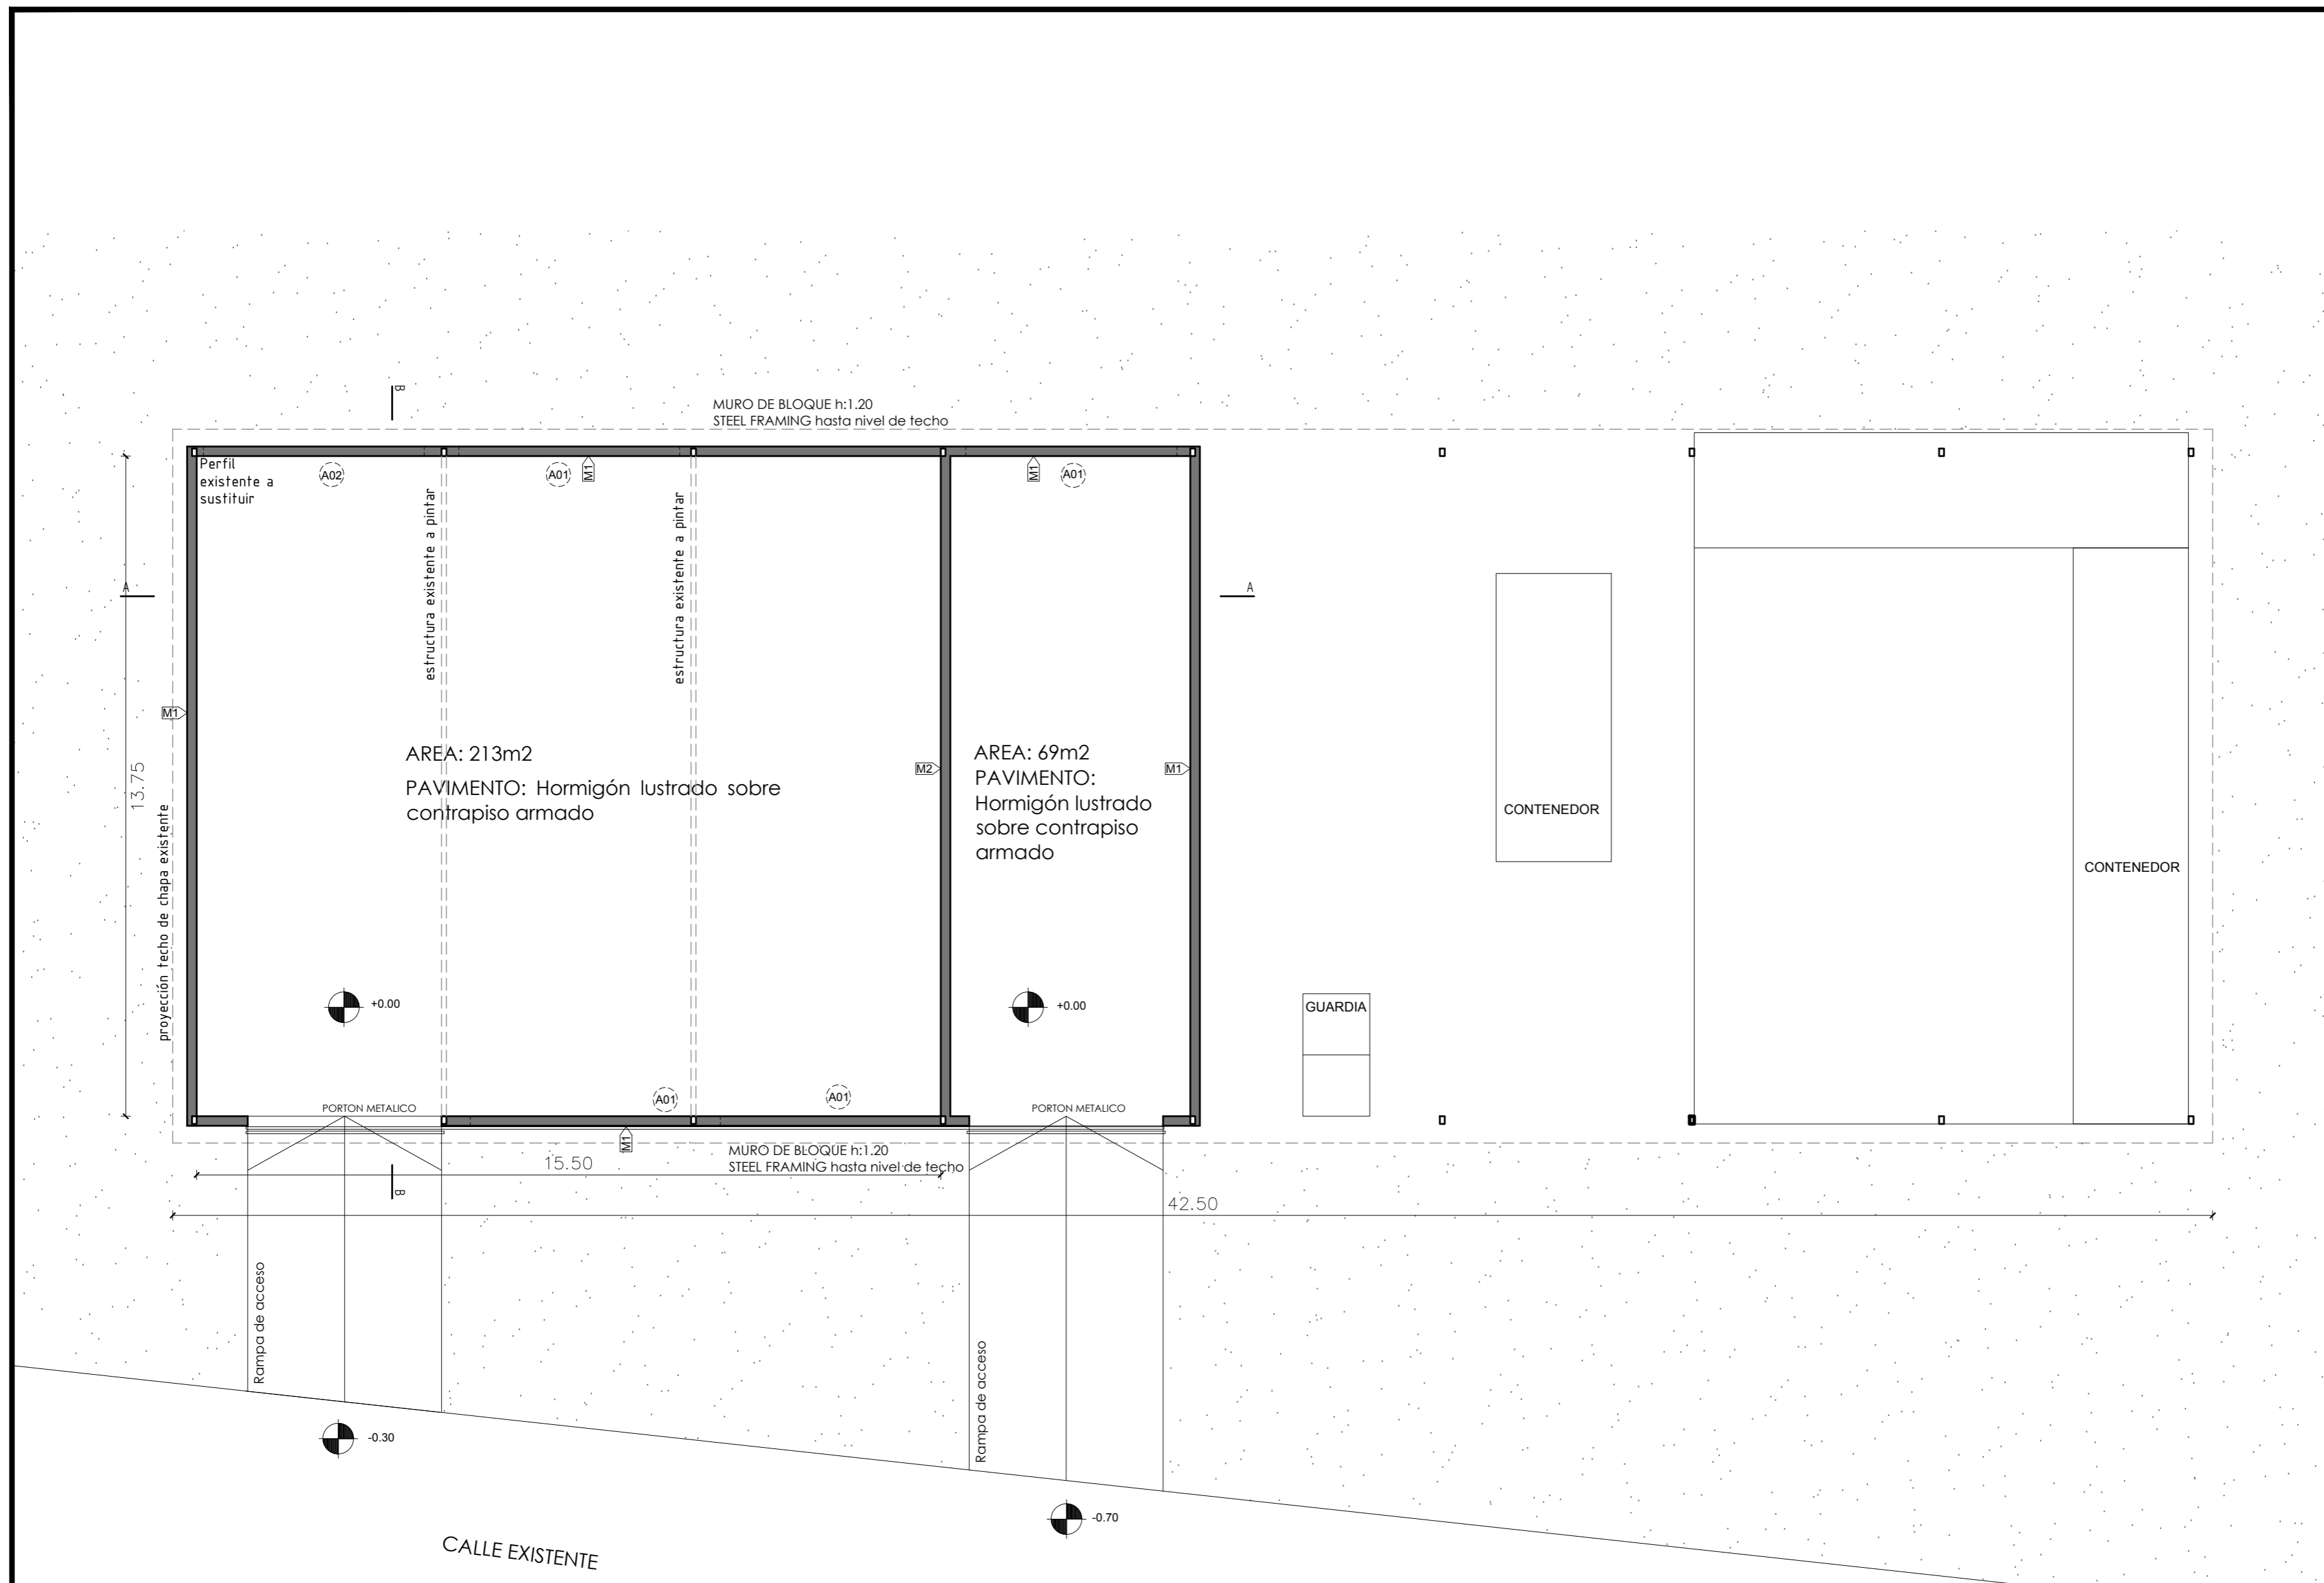 B
MURO DE BLOQUE h:1.20
STEEL FRAMING hasta nivel de techo
Perfil
existente a
sustituir
A02
A01
M1
M1
A01
estructura existente a pintar
estructura existente a pintar
A
A
M1
13.75
proyección techo de chapa existente
AREA: 213m2
PAVIMENTO: Hormigón lustrado sobre
contrapiso armado
M2
AREA: 69m2
PAVIMENTO:
Hormigón lustrado
sobre contrapiso
armado
M1
CONTENEDOR
CONTENEDOR
+0.00
+0.00
GUARDIA
PORTON METALICO
A01
A01
PORTON METALICO
M1
MURO DE BLOQUE h:1.20
STEEL FRAMING hasta nivel de techo
15.50
B
42.50
Rampa de acceso
Rampa de acceso
-0.30
-0.70
CALLE EXISTENTE